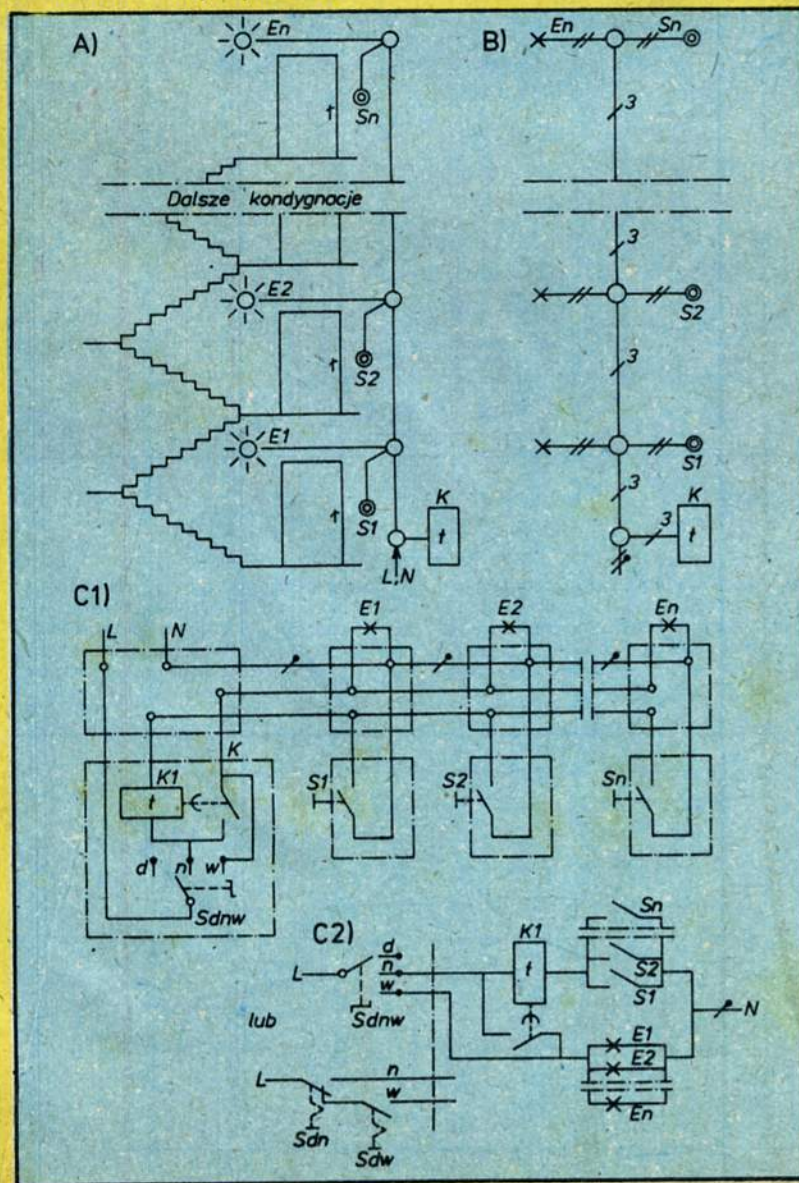 A)
En
Sn
Dalsze kondygnacje
E2
S2
E1
S1
K
t
L,N
B)
En
Sn
3
3
S2
3
S1
3
K
3
t
C1)
L
N
E1
E2
En
K
K1
t
S1
S2
Sn
d
n
w
Sdnw
C2)
L
d
n
w
Sdnw
K1
t
Sn
S2
S1
N
E1
E2
En
lub
L
n
w
Sdn
Sdw